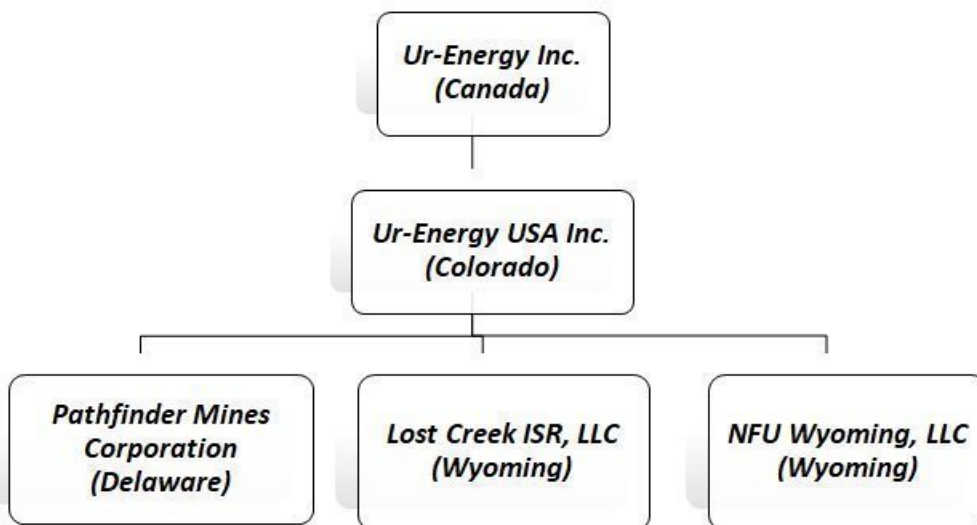 Ur-Energy Inc.
(Canada)
Ur-Energy USA Inc.
(Colorado)
Pathfinder Mines
Corporation
(Delaware)
Lost Creek ISR, LLC
(Wyoming)
NFU Wyoming, LLC
(Wyoming)